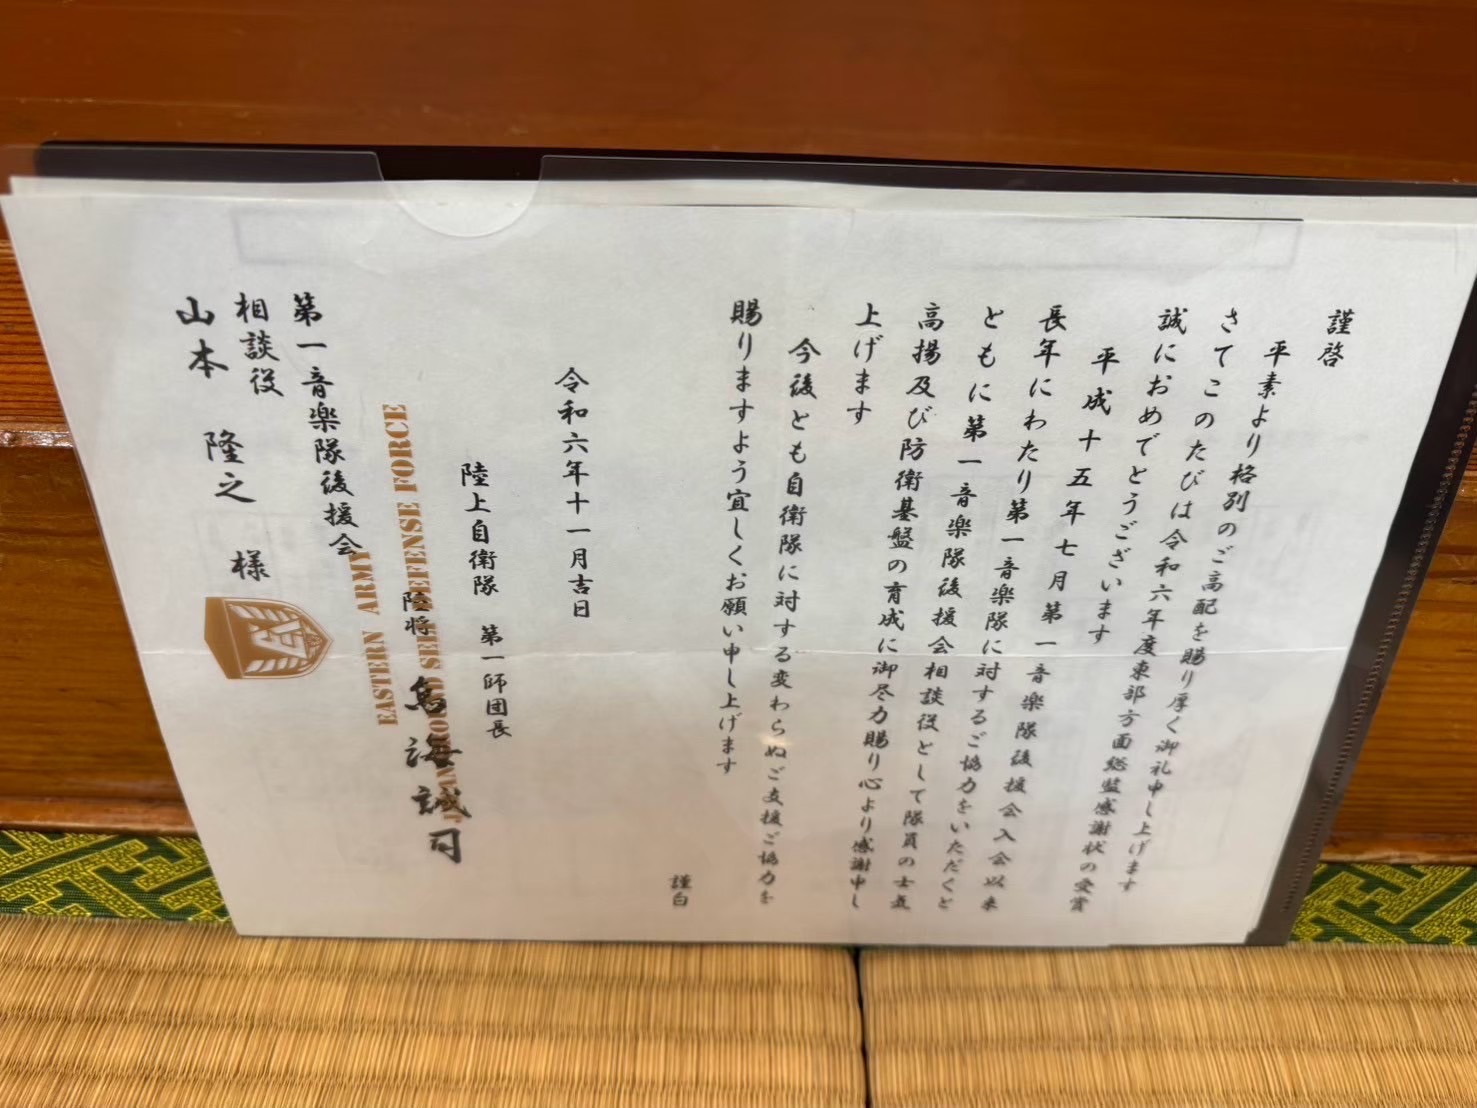 謹啓
平素より格別のご高配を賜り厚く御礼申し上げます
さてこのたびは令和六年度東部方面総監感謝状の受賞
誠におめでとうございます
平成十五年七月第一音楽隊後援会入会以来
長年にわたり第一音楽隊に対するご協力をいただくと
ともに第一音楽隊後援会相談役として隊員の士気
高揚及び防衛基盤の育成に御尽力賜り心より感謝申し
上げます
今後とも自衛隊に対する変わらぬご支援ご協力を
賜りますよう宜しくお願い申し上げます
謹白
令和六年十一月吉日
陸上自衛隊 第一師団長
陸将 鳥海誠司
第一音楽隊後援会
相談役
山本 隆之 様
JAPAN GROUND SELF DEFENSE FORCE
EASTERN ARMY